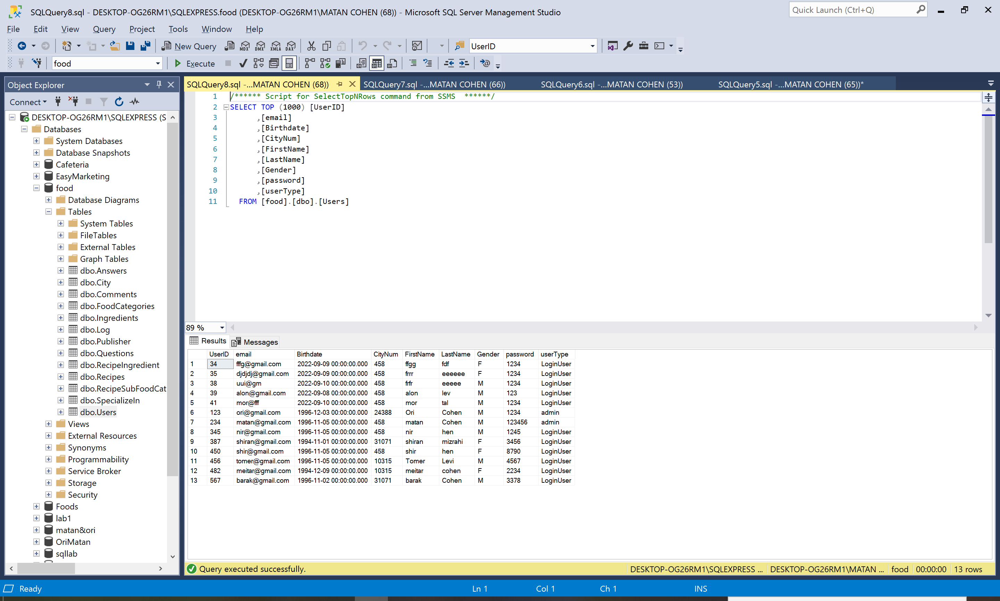 SQLQuery8.sql - DESKTOP-OG26RM1\SQLEXPRESS.food (DESKTOP-OG26RM1\MATAN COHEN (68)) - Microsoft SQL Server Management Studio
Quick Launch (Ctrl+Q)
File Edit View Query Project Tools Window Help
New Query MDX DMX XMLA DAX UserID
food Execute
Object Explorer
Connect
DESKTOP-OG26RM1\SQLEXPRESS (S
Databases
System Databases
Database Snapshots
Cafeteria
EasyMarketing
food
Database Diagrams
Tables
System Tables
FileTables
External Tables
Graph Tables
dbo.Answers
dbo.City
dbo.Comments
dbo.FoodCategories
dbo.Ingredients
dbo.Log
dbo.Publisher
dbo.Questions
dbo.RecipeIngredient
dbo.Recipes
dbo.RecipeSubFoodCat
dbo.SpecializeIn
dbo.Users
Views
External Resources
Synonyms
Programmability
Service Broker
Storage
Security
Foods
lab1
matan&ori
OriMatan
sqllab
SQLQuery8.sql -...MATAN COHEN (68)) SQLQuery7.sql -...MATAN COHEN (66)) SQLQuery6.sql -...MATAN COHEN (53)) SQLQuery5.sql -...MATAN COHEN (65))*
1 /****** Script for SelectTopNRows command from SSMS  ******/
2 SELECT TOP (1000) [UserID]
3 ,[email]
4 ,[Birthdate]
5 ,[CityNum]
6 ,[FirstName]
7 ,[LastName]
8 ,[Gender]
9 ,[password]
10 ,[userType]
11 FROM [food].[dbo].[Users]
89 %
Results Messages
UserID email Birthdate CityNum FirstName LastName Gender password userType
1 34 fffg@gmail.com 2022-09-09 00:00:00.000 458 ffgg fdf F 1234 LoginUser
2 35 djdjdj@gmail.com 2022-09-09 00:00:00.000 458 frrr eeeeee F 1234 LoginUser
3 38 uui@gm 2022-09-10 00:00:00.000 458 frfr eeeee M 1234 LoginUser
4 39 alon@gmail.com 2022-09-08 00:00:00.000 458 alon lev M 123 LoginUser
5 41 mor@fff 2022-09-10 00:00:00.000 458 mor tal M 1234 LoginUser
6 123 ori@gmail.com 1996-12-03 00:00:00.000 24388 Ori Cohen M 1234 admin
7 234 matan@gmail.com 1996-11-05 00:00:00.000 458 matan Cohen M 123456 admin
8 345 nir@gmail.com 1996-11-05 00:00:00.000 458 nir hen M 1245 LoginUser
9 387 shiran@gmail.com 1994-11-01 00:00:00.000 31071 shiran mizrahi F 3456 LoginUser
10 450 shir@gmail.com 1996-11-05 00:00:00.000 458 shir hen F 8790 LoginUser
11 456 tomer@gmail.com 1996-11-05 00:00:00.000 10315 Tomer Levi M 4567 LoginUser
12 482 meitar@gmail.com 1994-12-09 00:00:00.000 10315 meitar cohen F 2234 LoginUser
13 567 barak@gmail.com 1996-11-02 00:00:00.000 31071 barak Cohen M 3378 LoginUser
Query executed successfully. DESKTOP-OG26RM1\SQLEXPRESS ... DESKTOP-OG26RM1\MATAN ... food 00:00:00 13 rows
Ready Ln 1 Col 1 Ch 1 INS